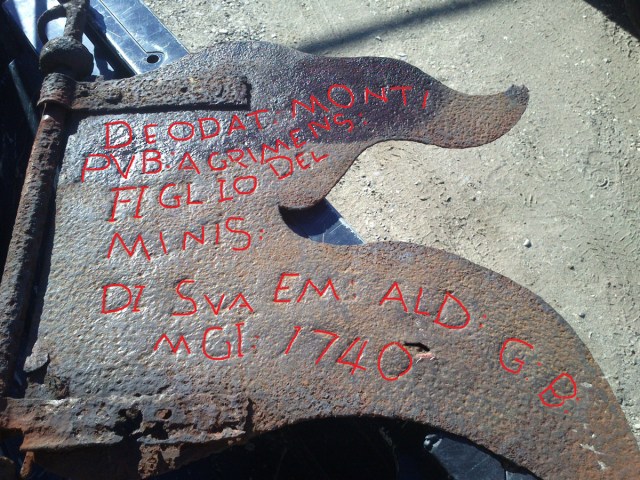 DEODAT: MONTI
PVB: AGRIMENS:
FIGLIO DEL
MINIS:
DI SVA EM: ALD: G.B.
MGI: 1740